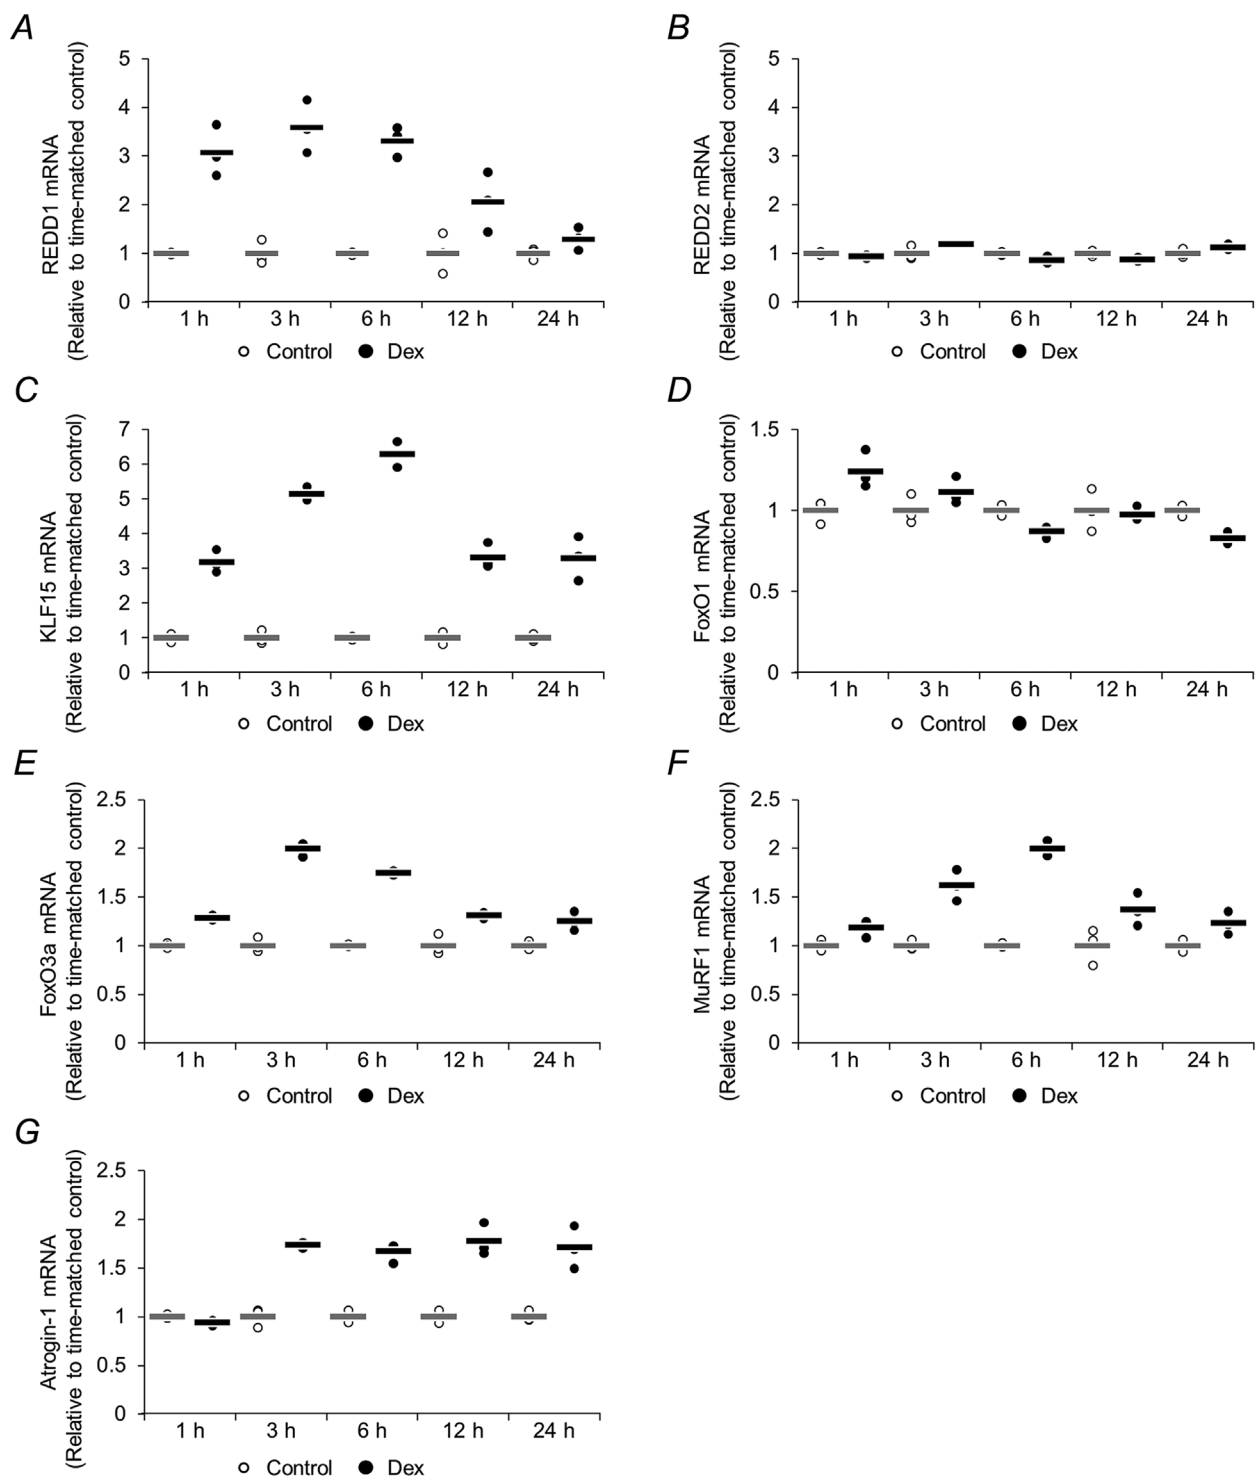 A
REDD1 mRNA
(Relative to time-matched control)
5
4
3
2
1
0
1 h 3 h 6 h 12 h 24 h
Control Dex
B
REDD2 mRNA
(Relative to time-matched control)
5
4
3
2
1
0
1 h 3 h 6 h 12 h 24 h
Control Dex
C
KLF15 mRNA
(Relative to time-matched control)
7
6
5
4
3
2
1
0
1 h 3 h 6 h 12 h 24 h
Control Dex
D
FoxO1 mRNA
(Relative to time-matched control)
1.5
1
0.5
0
1 h 3 h 6 h 12 h 24 h
Control Dex
E
FoxO3a mRNA
(Relative to time-matched control)
2.5
2
1.5
1
0.5
0
1 h 3 h 6 h 12 h 24 h
Control Dex
F
MuRF1 mRNA
(Relative to time-matched control)
2.5
2
1.5
1
0.5
0
1 h 3 h 6 h 12 h 24 h
Control Dex
G
Atrogin-1 mRNA
(Relative to time-matched control)
2.5
2
1.5
1
0.5
0
1 h 3 h 6 h 12 h 24 h
Control Dex